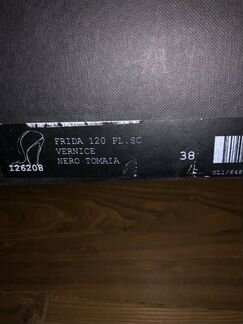 FRIDA 120 PL.SC
VERNICE
NERO TOMAIA
126208
38